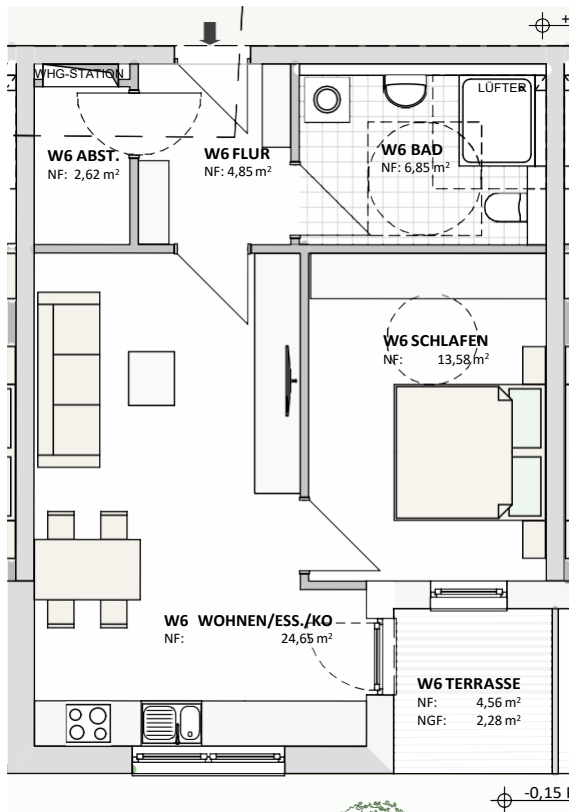 +
WHG-STATION
LÜFTER
W6 ABST.
NF: 2,62 m²
W6 FLUR
NF: 4,85 m²
W6 BAD
NF: 6,85 m²
W6 SCHLAFEN
NF: 13,58 m²
W6 WOHNEN/ESS./KO
NF: 24,65 m²
W6 TERRASSE
NF: 4,56 m²
NGF: 2,28 m²
-0,15